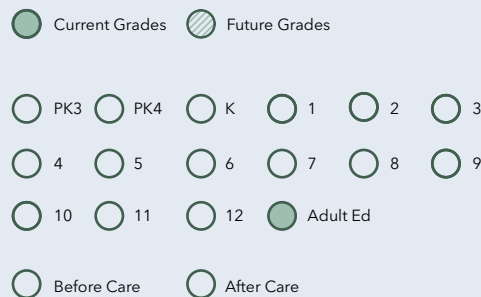 Current Grades Future Grades
PK3 PK4 K 1 2 3
4 5 6 7 8 9
10 11 12 Adult Ed
Before Care After Care